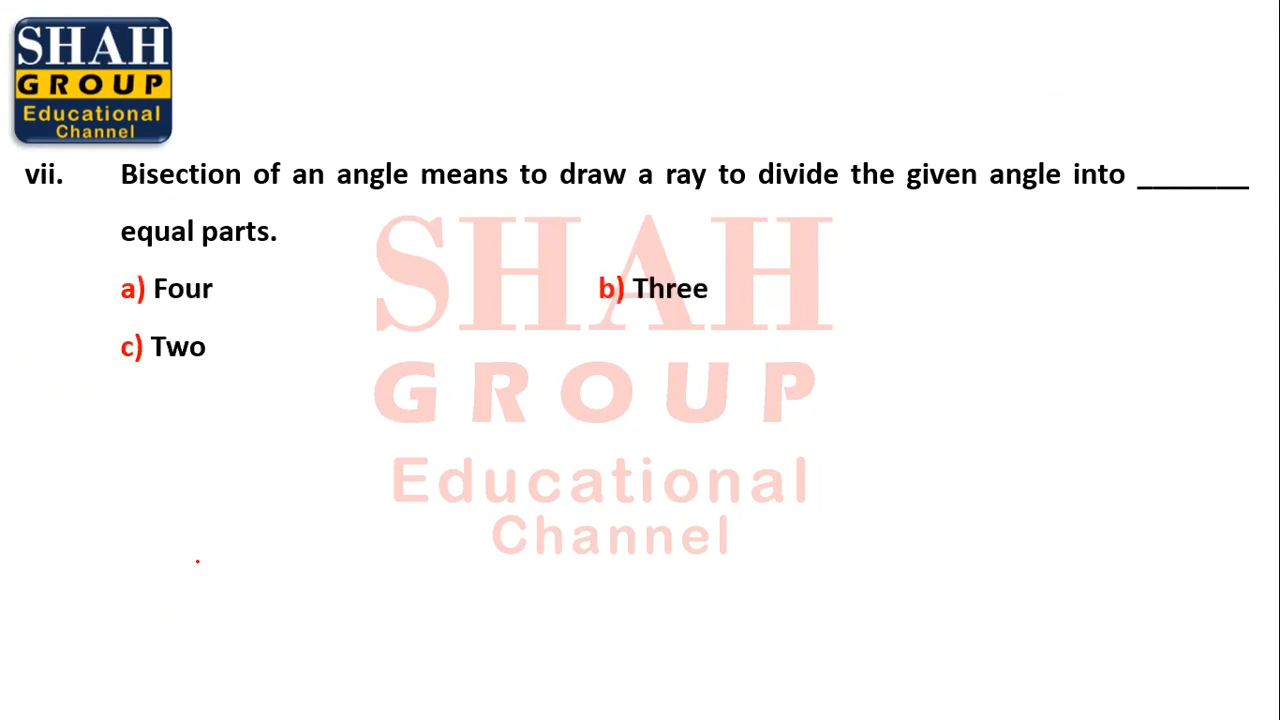 SHAH
GROUP
Educational
Channel
vii. Bisection of an angle means to draw a ray to divide the given angle into _______
equal parts.
a) Four b) Three
c) Two
SHAH
GROUP
Educational
Channel